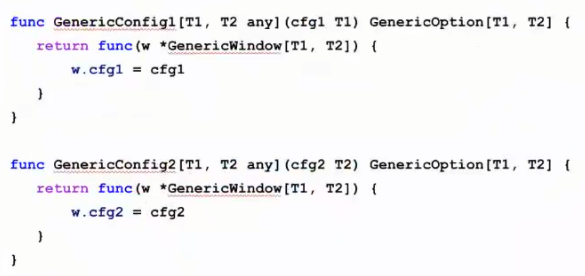 func GenericConfig1[T1, T2 any](cfg1 T1) GenericOption[T1, T2] {
return func(w *GenericWindow[T1, T2]) {
w.cfg1 = cfg1
}
}
func GenericConfig2[T1, T2 any](cfg2 T2) GenericOption[T1, T2] {
return func(w *GenericWindow[T1, T2]) {
w.cfg2 = cfg2
}
}